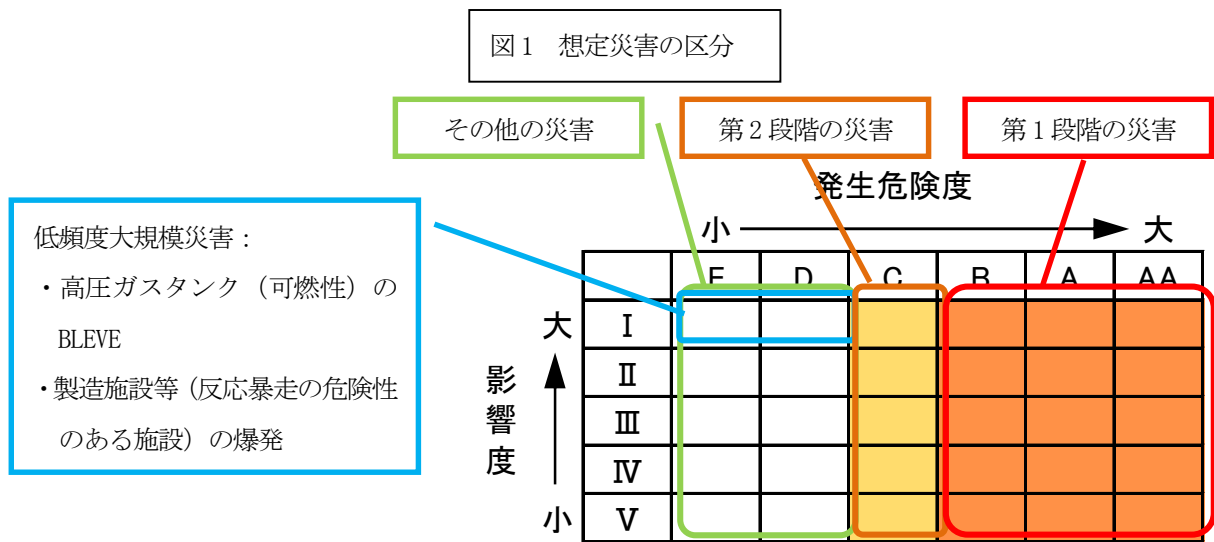 図1 想定災害の区分
その他の災害
第2段階の災害
第1段階の災害
発生危険度
小
大
低頻度大規模災害：
・高圧ガスタンク（可燃性）の
BLEVE
・製造施設等（反応暴走の危険性
のある施設）の爆発
E D C B A AA
大
Ⅰ
Ⅱ
影響度
Ⅲ
Ⅳ
小
Ⅴ